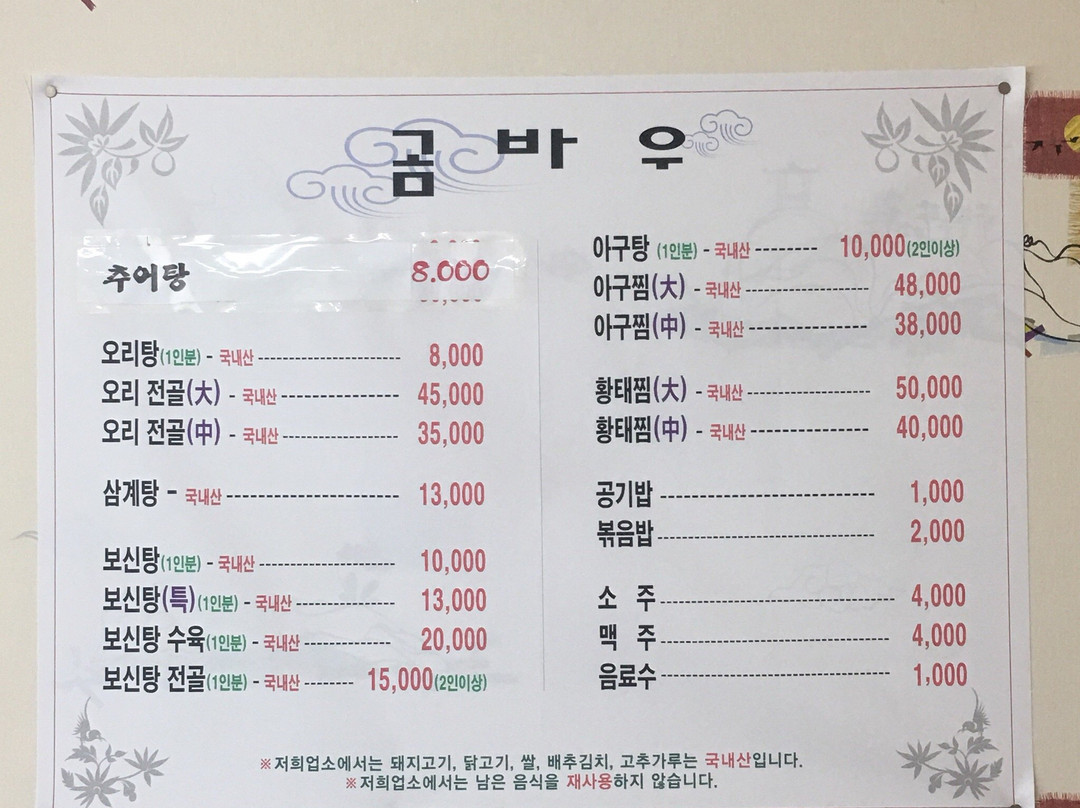 곰 바 우
추어탕 8.000
오리탕(1인분) - 국내산 ---------------- 8,000
오리 전골(大) - 국내산 ---------------- 45,000
오리 전골(中) - 국내산 ---------------- 35,000
삼계탕 - 국내산 ---------------- 13,000
보신탕(1인분) - 국내산 ---------------- 10,000
보신탕(특)(1인분) - 국내산 ---------------- 13,000
보신탕 수육(1인분) - 국내산 ---------------- 20,000
보신탕 전골(1인분) - 국내산 -------- 15,000(2인이상)
아구탕 (1인분) - 국내산 -------- 10,000(2인이상)
아구찜(大) - 국내산 ---------------- 48,000
아구찜(中) - 국내산 ---------------- 38,000
황태찜(大) - 국내산 ---------------- 50,000
황태찜(中) - 국내산 ---------------- 40,000
공기밥 ---------------- 1,000
볶음밥 ---------------- 2,000
소 주 ---------------- 4,000
맥 주 ---------------- 4,000
음료수 ---------------- 1,000
※저희업소에서는 돼지고기, 닭고기, 쌀, 배추김치, 고추가루는 국내산입니다.
※저희업소에서는 남은 음식을 재사용하지 않습니다.